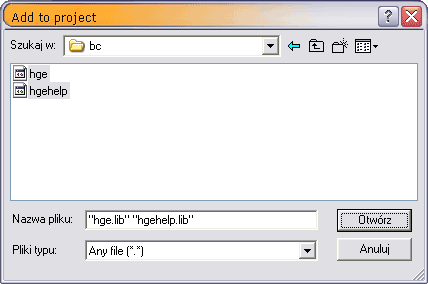 Add to project
?
Szukaj w: bc
hge
hgehelp
Nazwa pliku: "hge.lib" "hgehelp.lib" Otwórz
Pliki typu: Any file (*.*) Anuluj